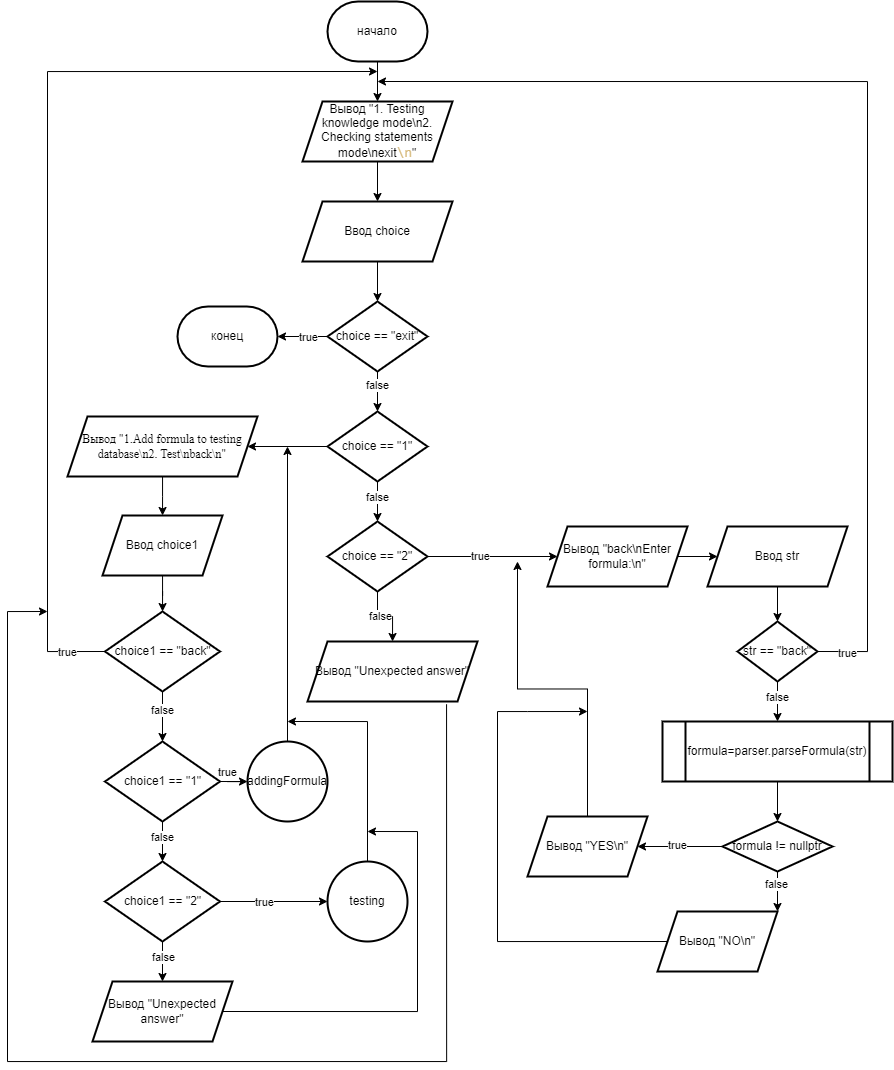 начало
Вывод "1. Testing
knowledge mode\n2.
Checking statements
mode\nexit\n"
Ввод choice
конец
true
choice == "exit"
false
Вывод "1.Add formula to testing
database\n2. Test\nback\n"
choice == "1"
false
Ввод choice1
choice == "2"
true
Вывод "back\nEnter
formula:\n"
Ввод str
false
true
choice1 == "back"
Вывод "Unexpected answer"
str == "back"
true
false
false
choice1 == "1"
true
addingFormula
formula=parser.parseFormula(str)
false
Вывод "YES\n"
true
formula != nullptr
false
choice1 == "2"
true
testing
Вывод "NO\n"
false
Вывод "Unexpected
answer"